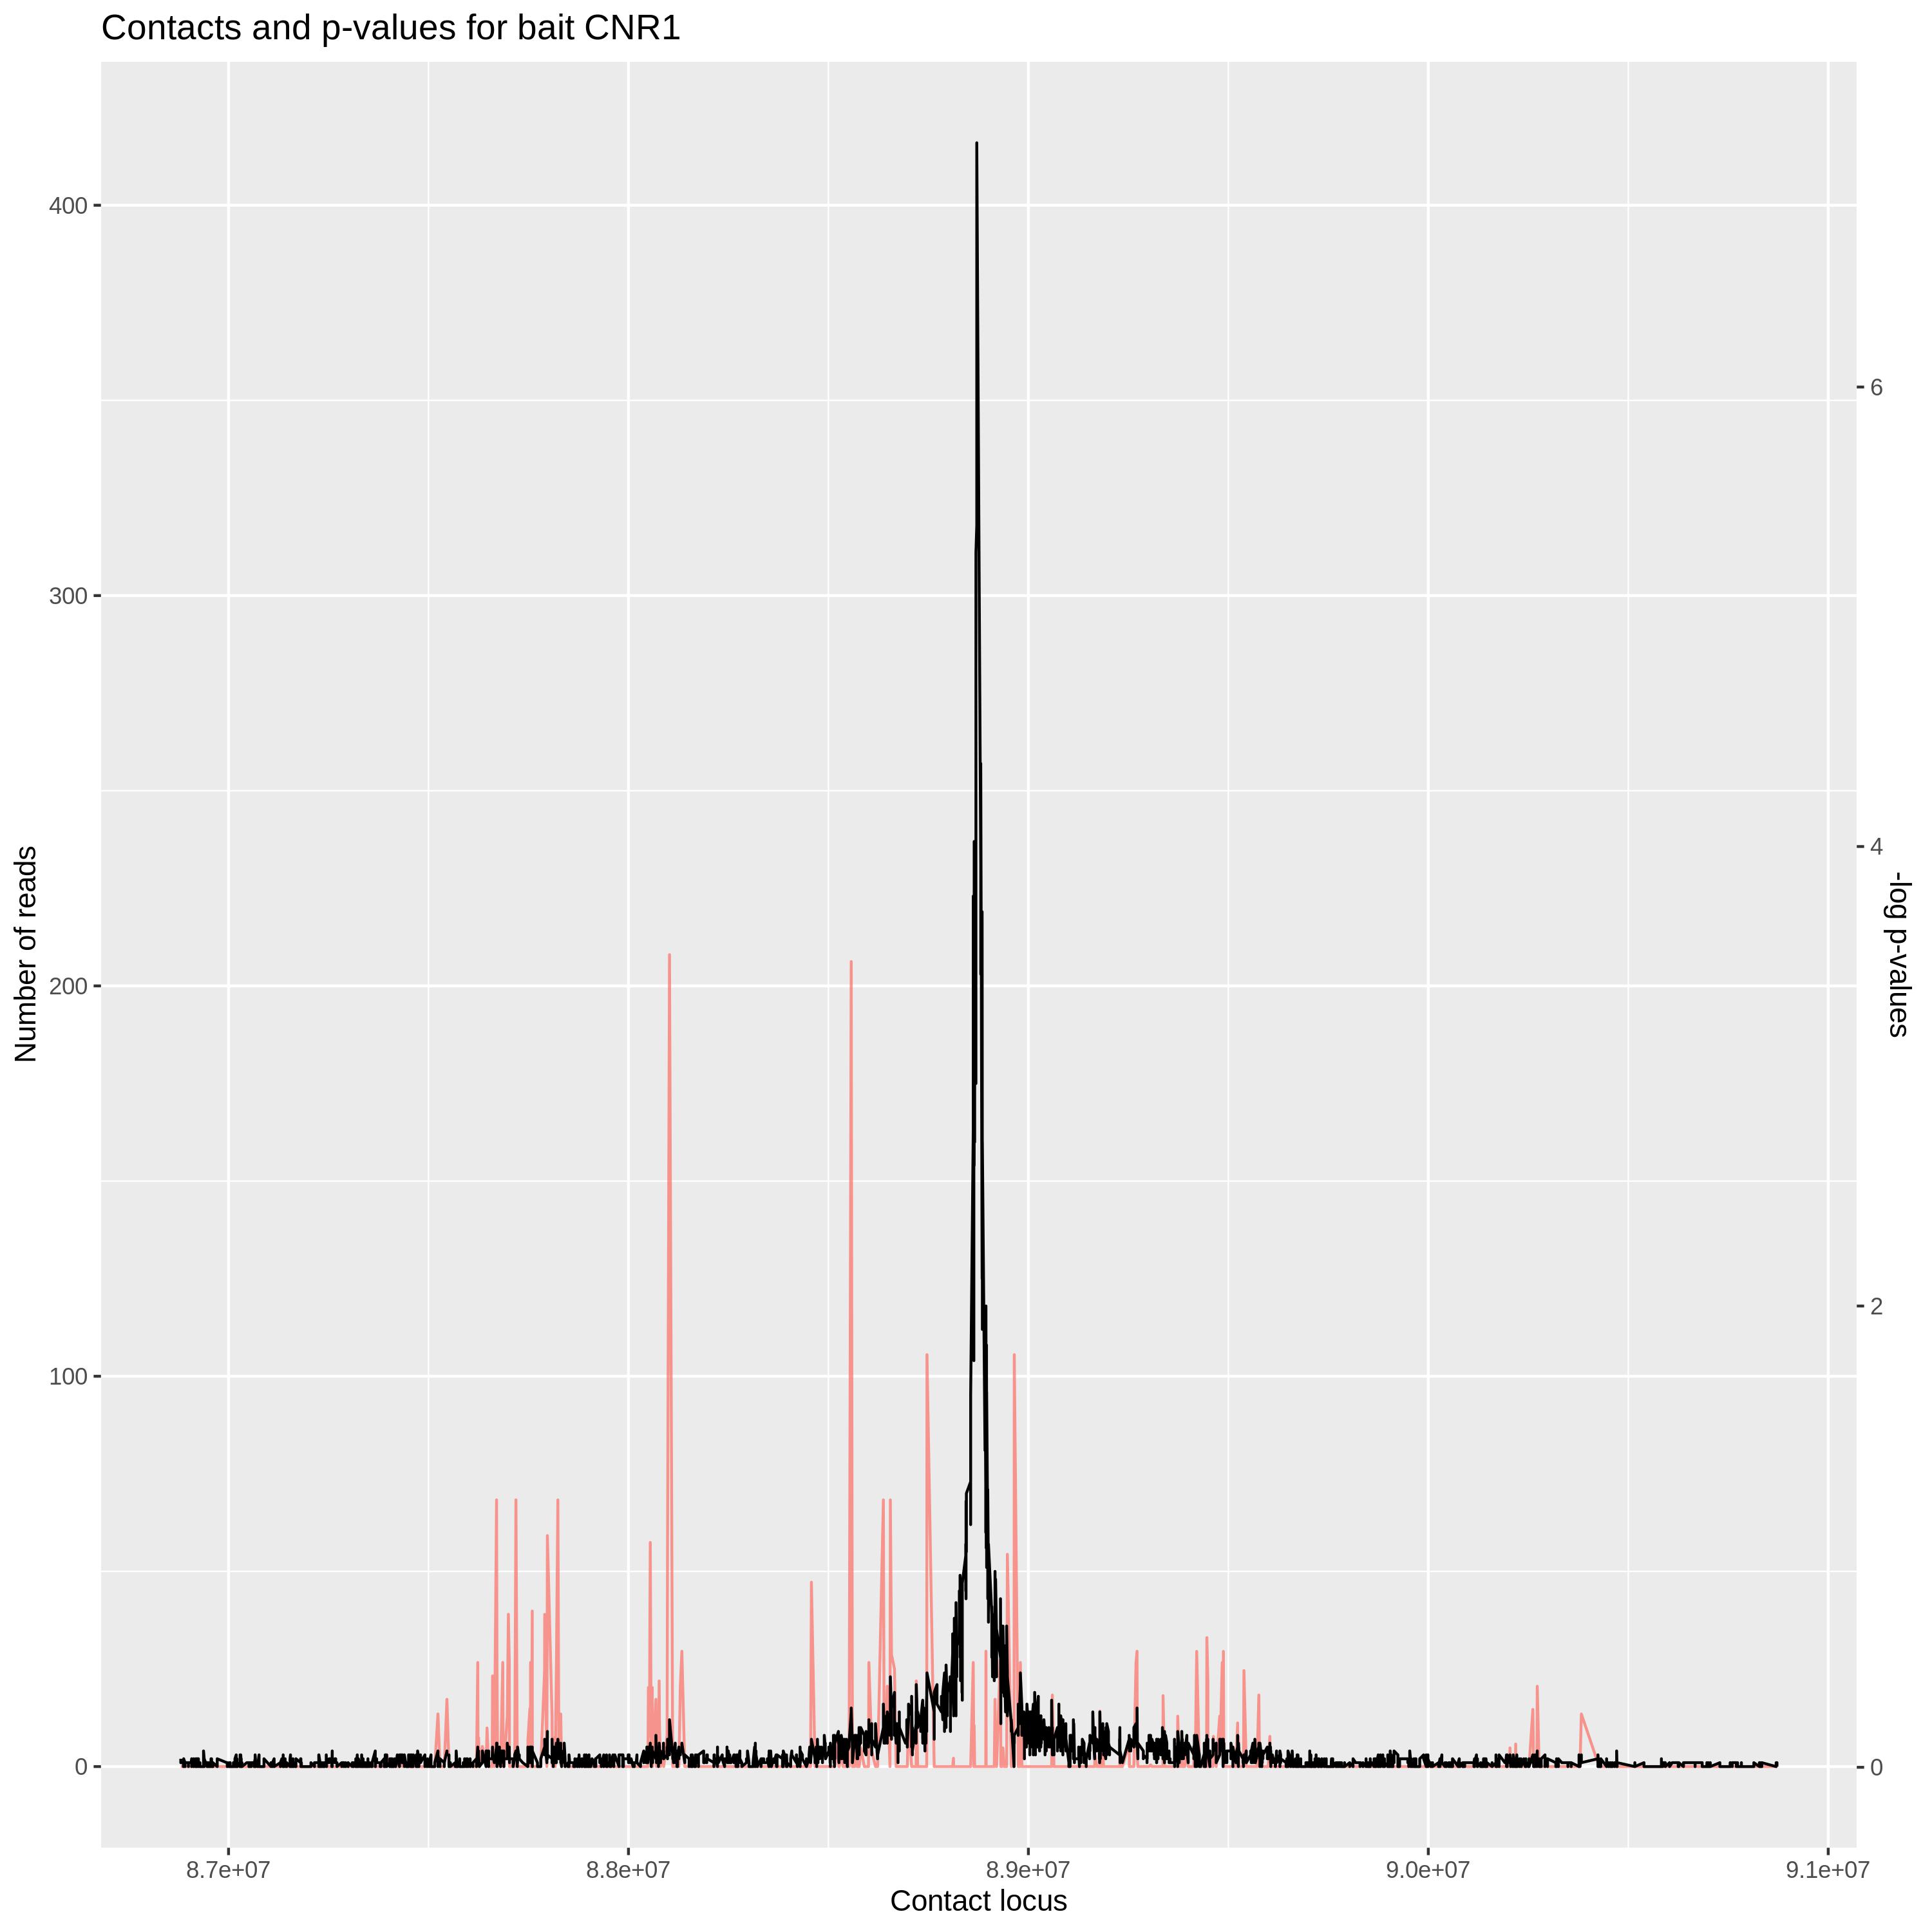 Contacts and p-values for bait CNR1
Number of reads
400
300
200
100
0
6
4
2
0
-log p-values
8.7e+07
8.8e+07
8.9e+07
9.0e+07
9.1e+07
Contact locus